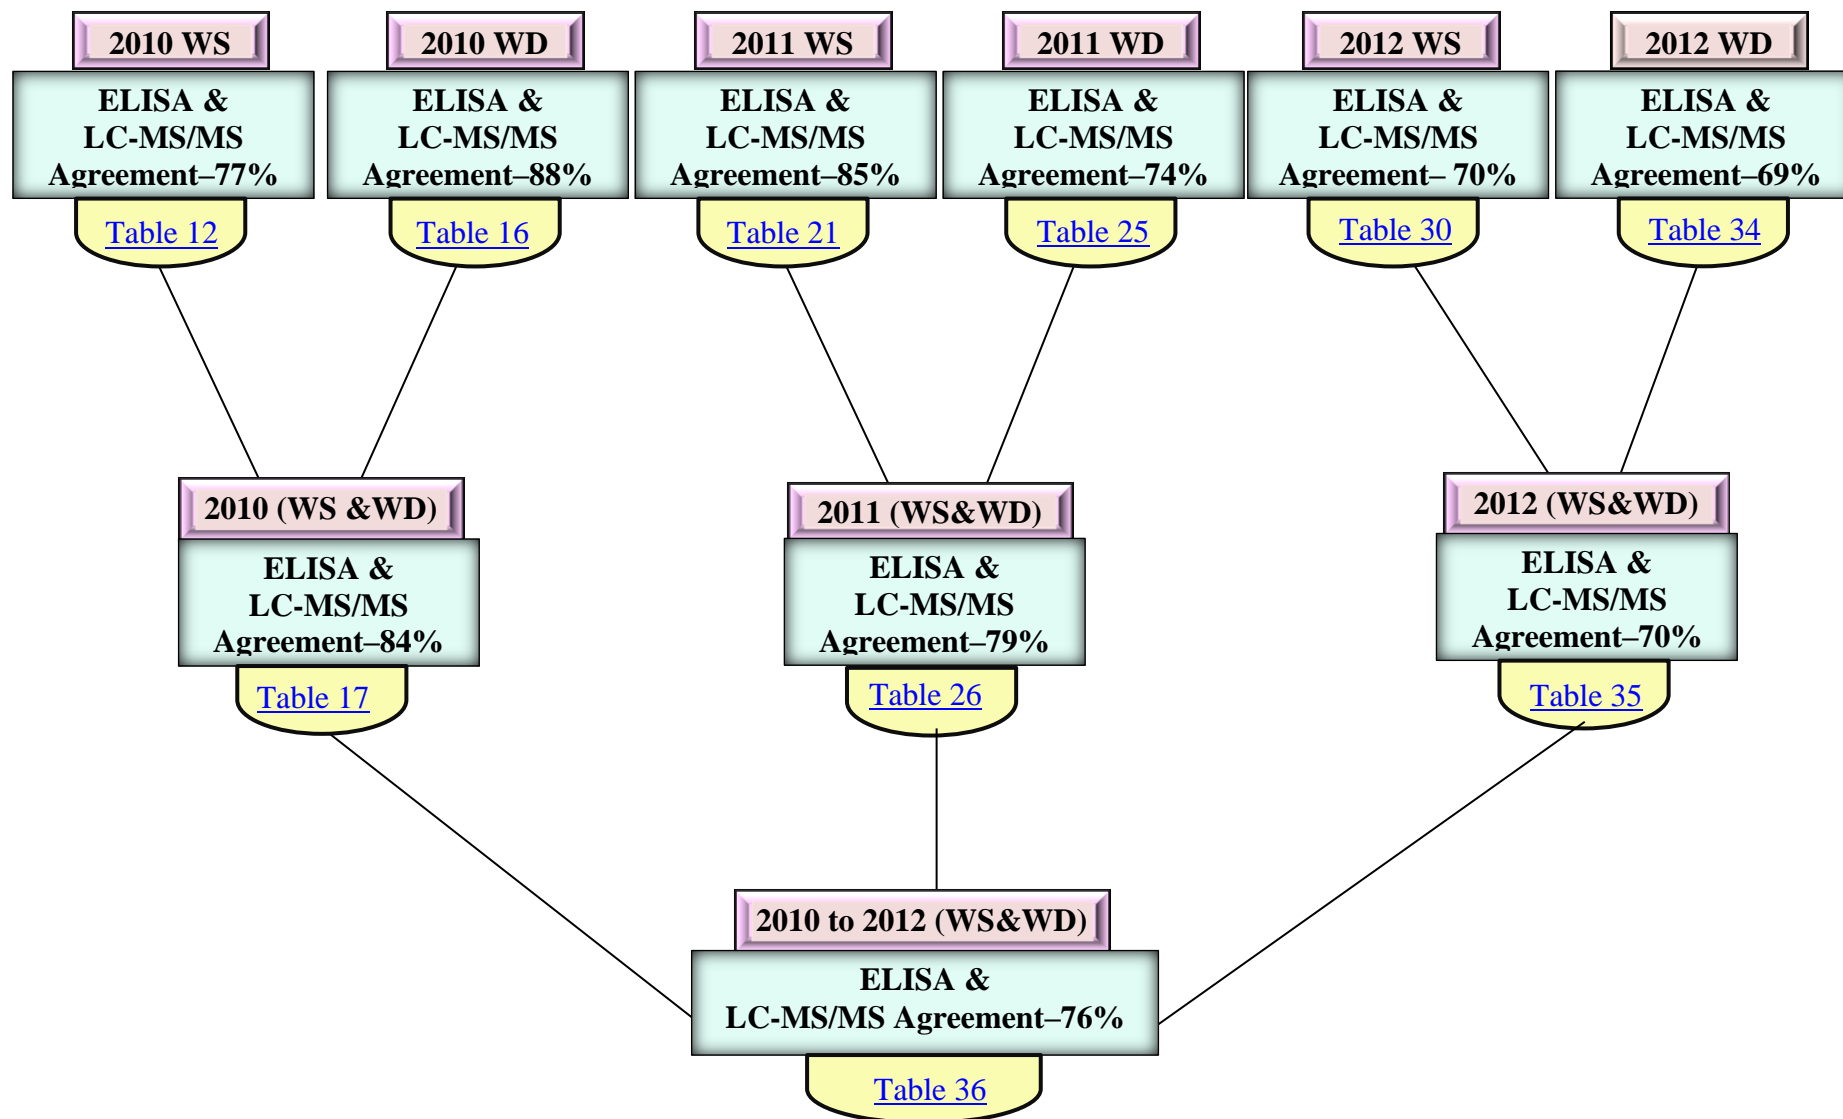 2010 WS
ELISA &
LC-MS/MS
Agreement–77%
Table 12
2010 WD
ELISA &
LC-MS/MS
Agreement–88%
Table 16
2011 WS
ELISA &
LC-MS/MS
Agreement–85%
Table 21
2011 WD
ELISA &
LC-MS/MS
Agreement–74%
Table 25
2012 WS
ELISA &
LC-MS/MS
Agreement– 70%
Table 30
2012 WD
ELISA &
LC-MS/MS
Agreement–69%
Table 34
2010 (WS &WD)
ELISA &
LC-MS/MS
Agreement–84%
Table 17
2011 (WS&WD)
ELISA &
LC-MS/MS
Agreement–79%
Table 26
2012 (WS&WD)
ELISA &
LC-MS/MS
Agreement–70%
Table 35
2010 to 2012 (WS&WD)
ELISA &
LC-MS/MS Agreement–76%
Table 36